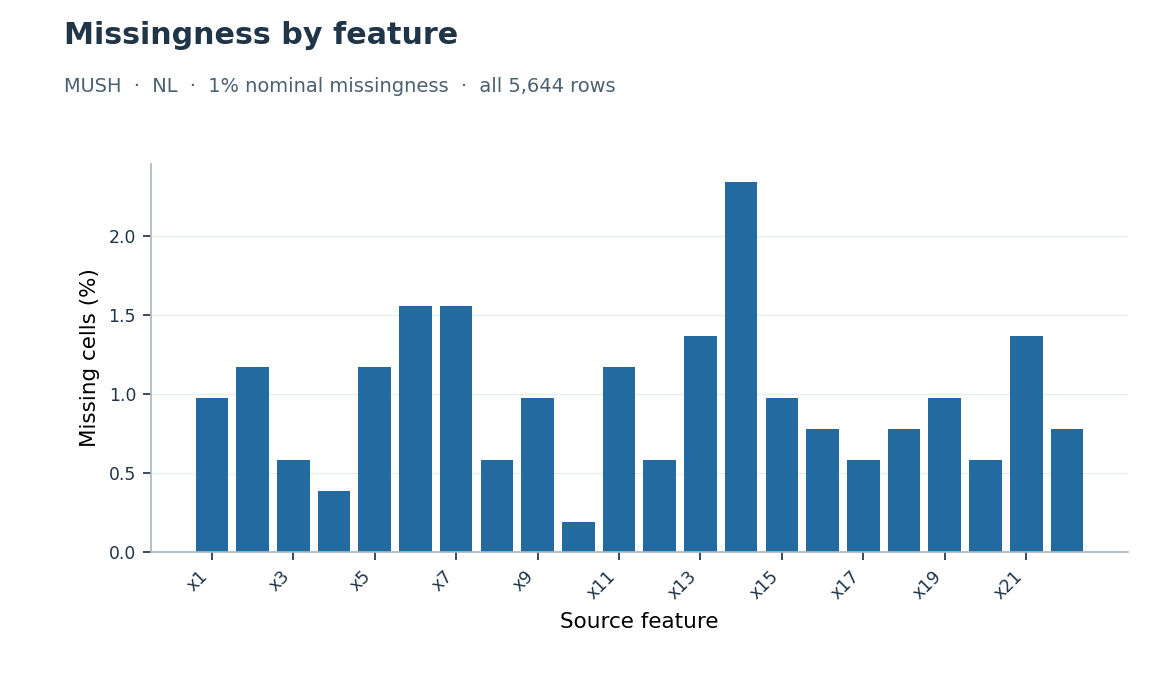 Missingness by feature
MUSH · NL · 1% nominal missingness · all 5,644 rows
Missing cells (%)
2.0
1.5
1.0
0.5
0.0
x1 x3 x5 x7 x9 x11 x13 x15 x17 x19 x21
Source feature